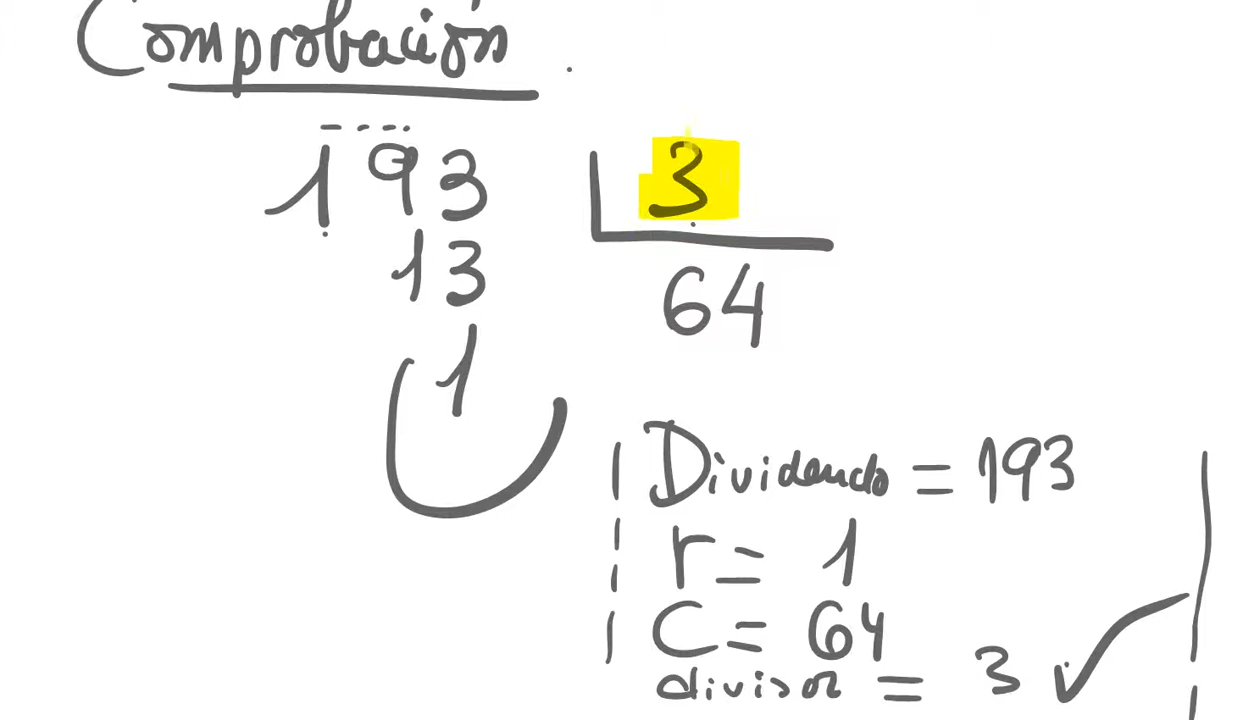 Comprobación
193 3
13 64
1
Dividendo = 193
r = 1
C = 64
divisor = 3